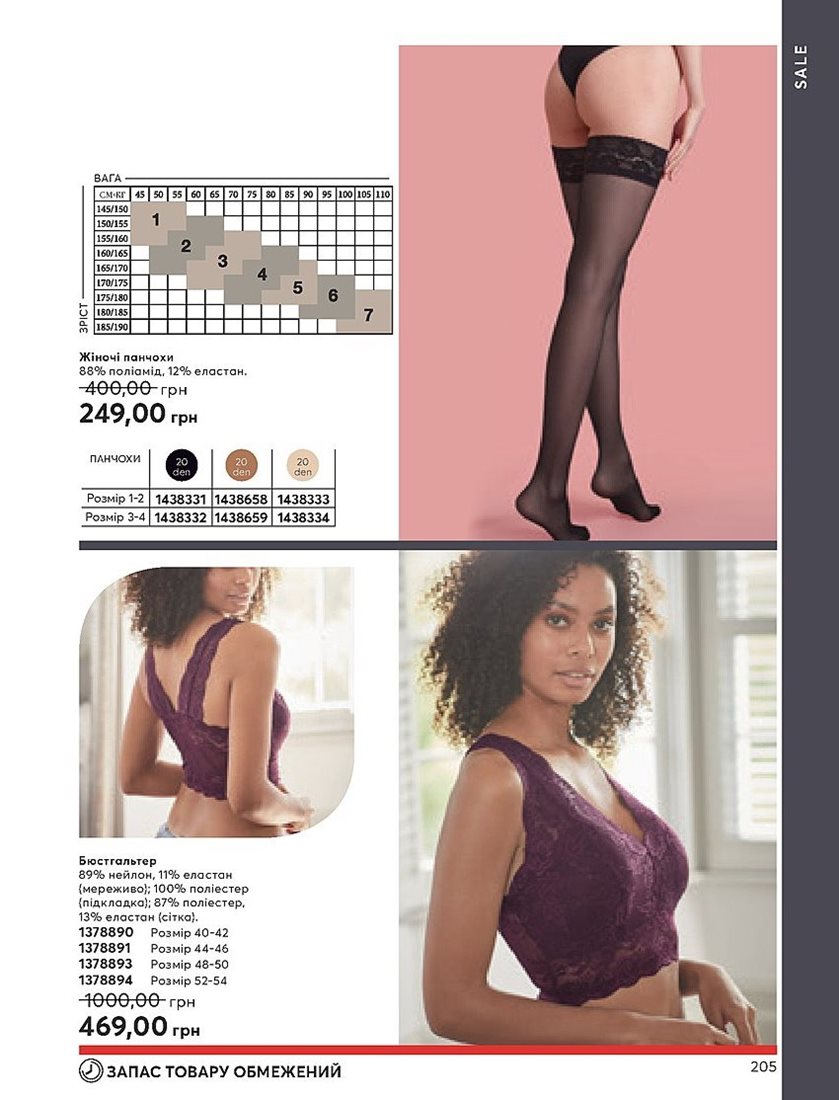 SALE
ВАГА
СМ·КГ 45 50 55 60 65 70 75 80 85 90 95 100 105 110
145/150
150/155
155/160
160/165
165/170
170/175
175/180
180/185
185/190
1
2
3
4
5
6
7
ЗРІСТ
Жіночі панчохи
88% поліамід, 12% еластан.
400,00 грн
249,00 грн
ПАНЧОХИ 20 den 20 den 20 den
Розмір 1-2 1438331 1438658 1438333
Розмір 3-4 1438332 1438659 1438334
Бюстгальтер
89% нейлон, 11% еластан
(мереживо); 100% поліестер
(підкладка); 87% поліестер,
13% еластан (сітка).
1378890 Розмір 40-42
1378891 Розмір 44-46
1378893 Розмір 48-50
1378894 Розмір 52-54
1000,00 грн
469,00 грн
ЗАПАС ТОВАРУ ОБМЕЖЕНИЙ
205